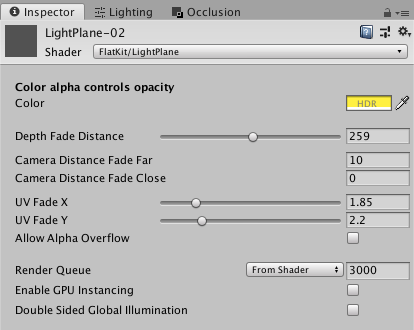 Inspector Lighting Occlusion
LightPlane-02
Shader FlatKit/LightPlane
Color alpha controls opacity
Color HDR
Depth Fade Distance 259
Camera Distance Fade Far 10
Camera Distance Fade Close 0
UV Fade X 1.85
UV Fade Y 2.2
Allow Alpha Overflow
Render Queue From Shader 3000
Enable GPU Instancing
Double Sided Global Illumination